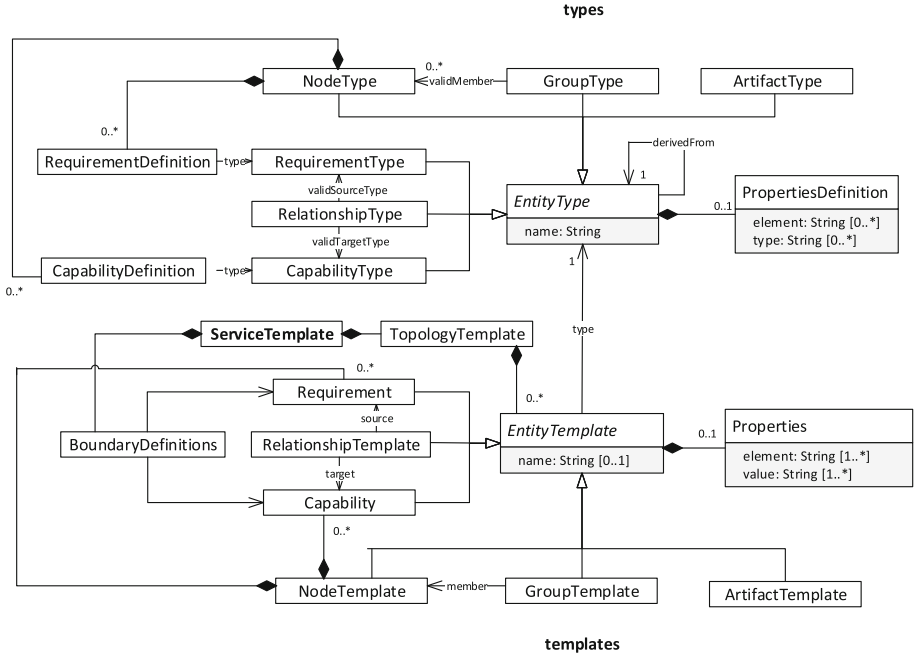 types
0..*
NodeType
validMember
GroupType
ArtifactType
0..*
derivedFrom
RequirementDefinition
type
RequirementType
1
validSourceType
EntityType
name: String
PropertiesDefinition
0..1
element: String [0..*]
type: String [0..*]
RelationshipType
validTargetType
CapabilityDefinition
type
CapabilityType
1
0..*
type
ServiceTemplate
TopologyTemplate
0..*
Requirement
0..*
source
BoundaryDefinitions
RelationshipTemplate
EntityTemplate
name: String [0..1]
0..1
Properties
element: String [1..*]
value: String [1..*]
target
Capability
0..*
NodeTemplate
member
GroupTemplate
ArtifactTemplate
templates